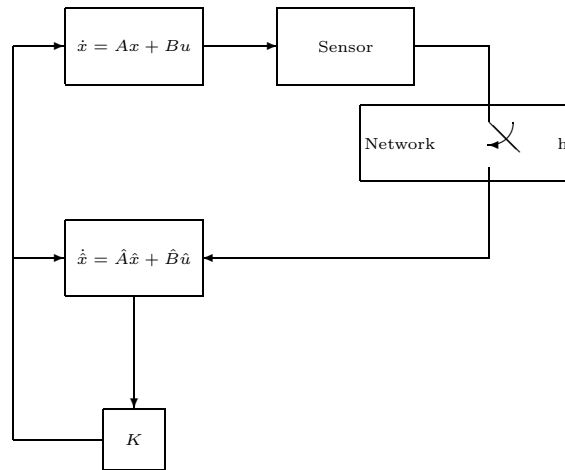 ẋ = Ax + Bu
Sensor
Network h
x̂̇ = Âx̂ + B̂û
K